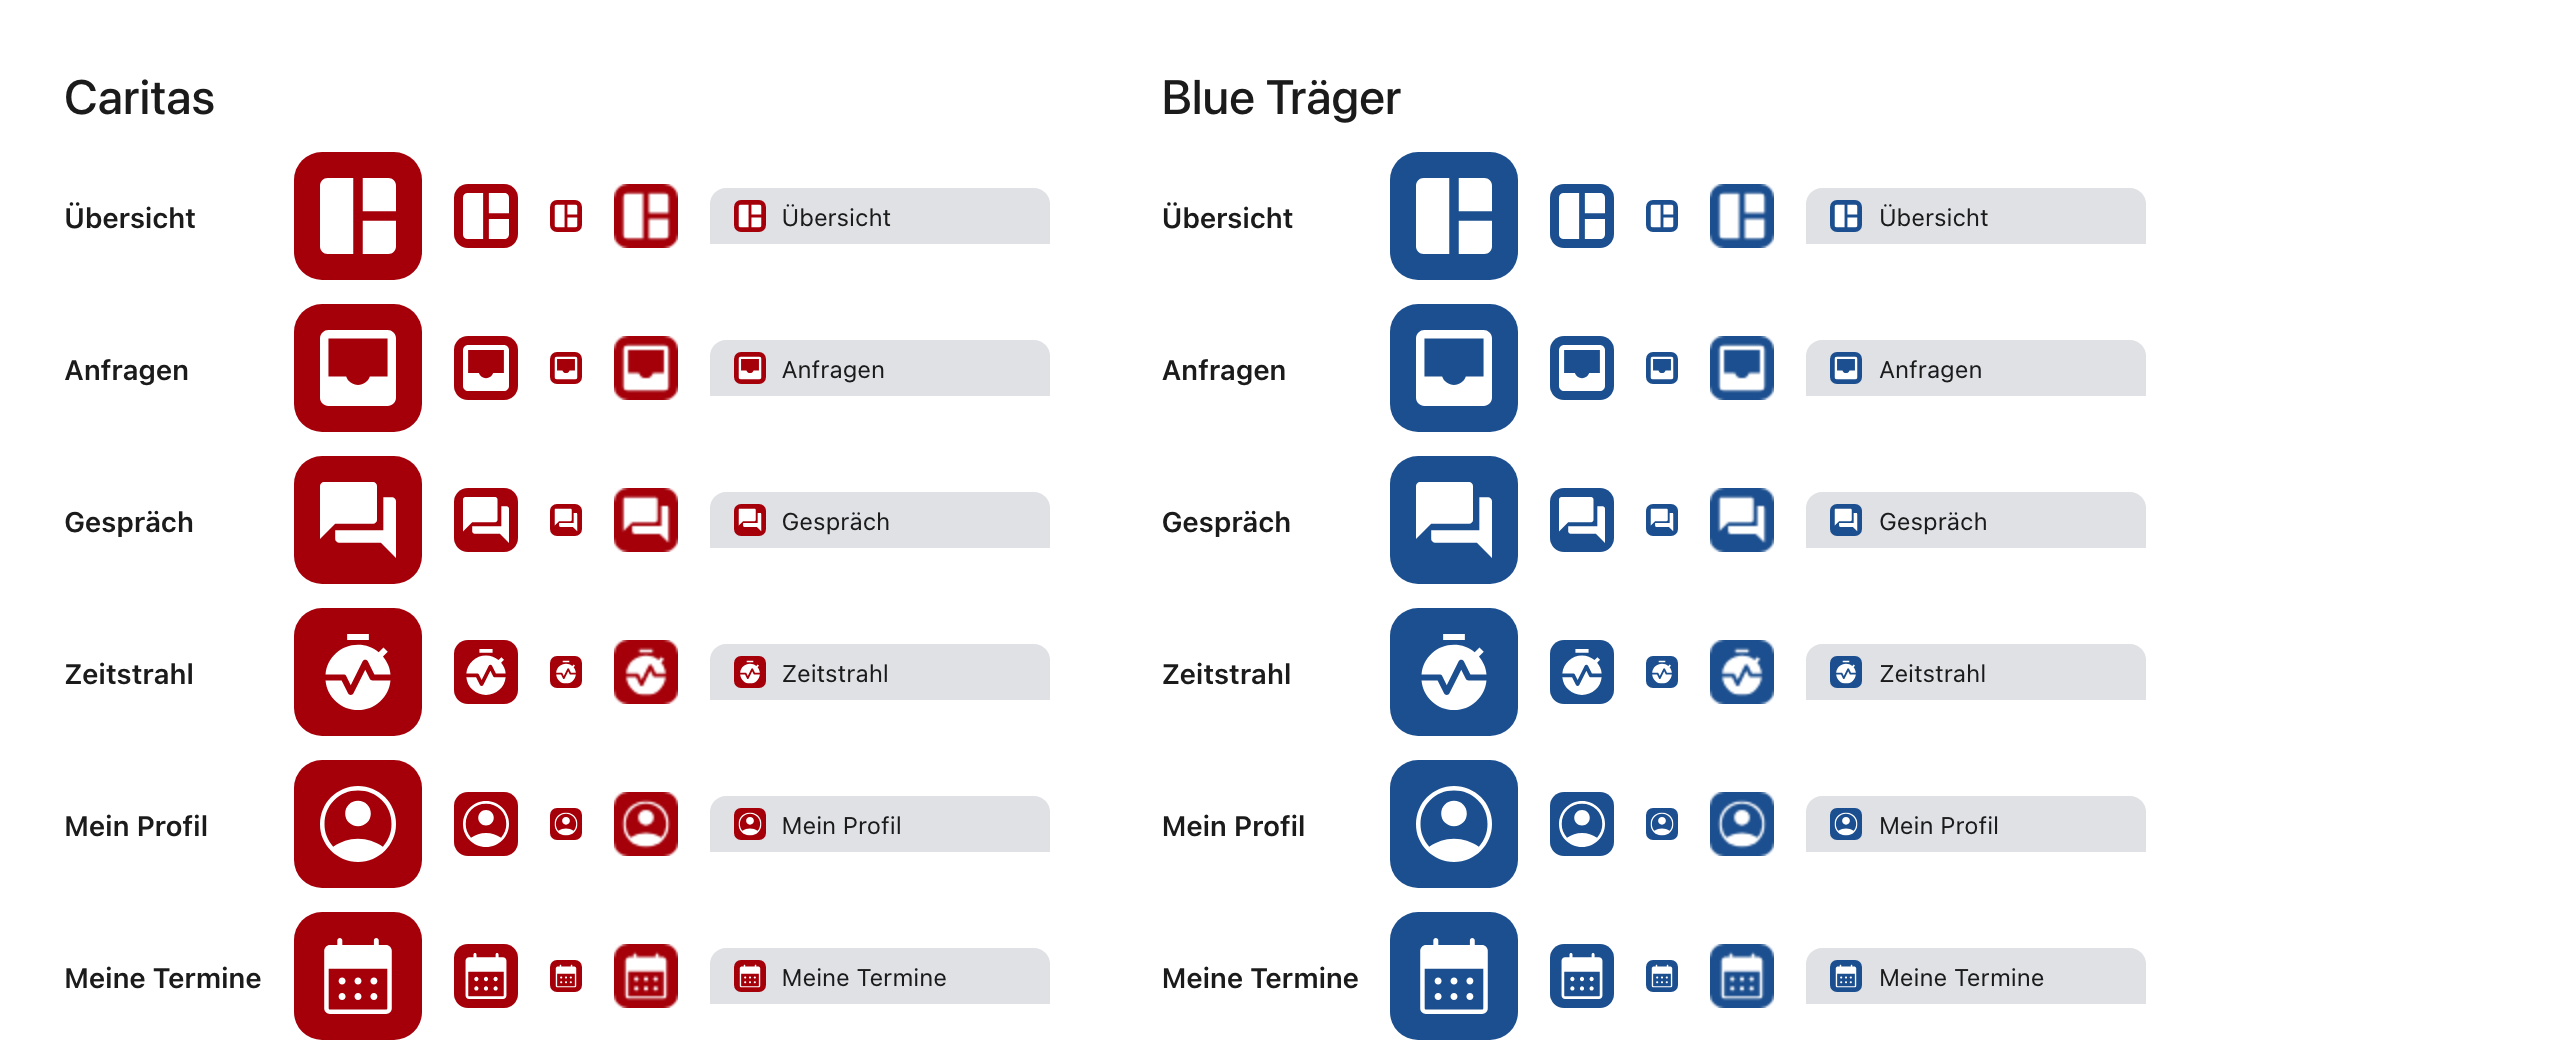 Caritas
Übersicht
Übersicht
Anfragen
Anfragen
Gespräch
Gespräch
Zeitstrahl
Zeitstrahl
Mein Profil
Mein Profil
Meine Termine
Meine Termine
Blue Träger
Übersicht
Übersicht
Anfragen
Anfragen
Gespräch
Gespräch
Zeitstrahl
Zeitstrahl
Mein Profil
Mein Profil
Meine Termine
Meine Termine